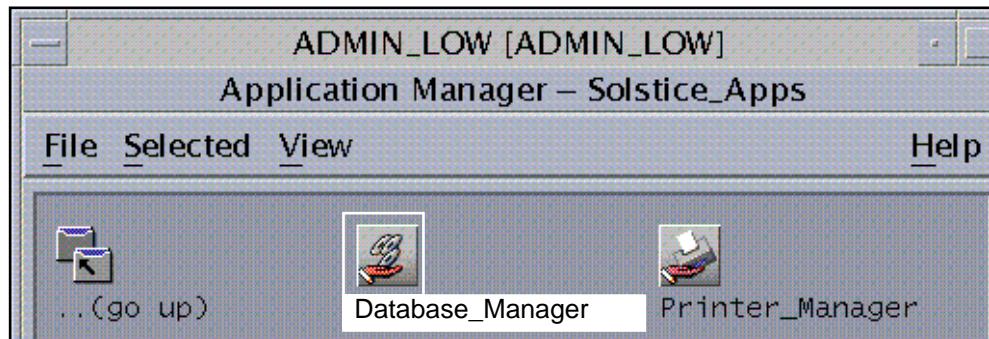 ADMIN_LOW [ADMIN_LOW]
Application Manager – Solstice_Apps
File Selected View Help
..(go up) Database_Manager Printer_Manager